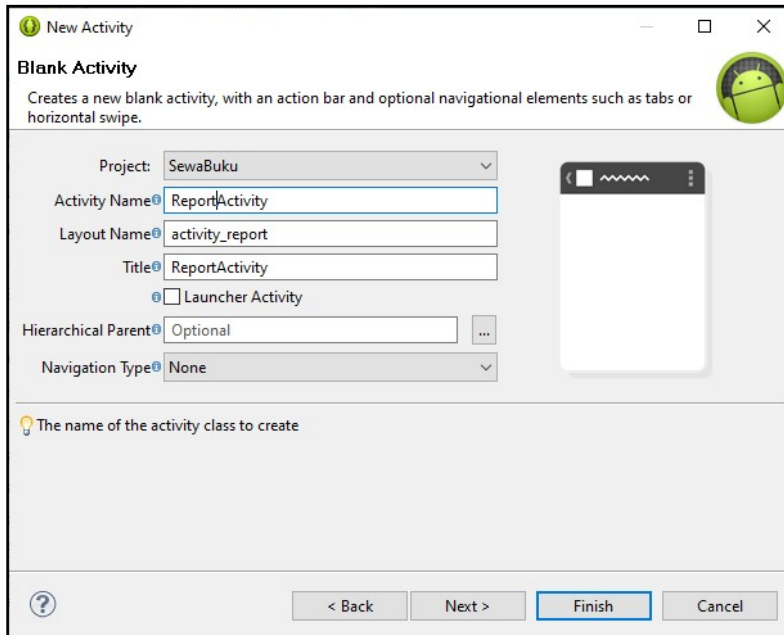 New Activity
Blank Activity
Creates a new blank activity, with an action bar and optional navigational elements such as tabs or
horizontal swipe.
Project: SewaBuku
Activity Name ReportActivity
Layout Name activity_report
Title ReportActivity
Launcher Activity
Hierarchical Parent Optional ...
Navigation Type None
The name of the activity class to create
? < Back Next > Finish Cancel